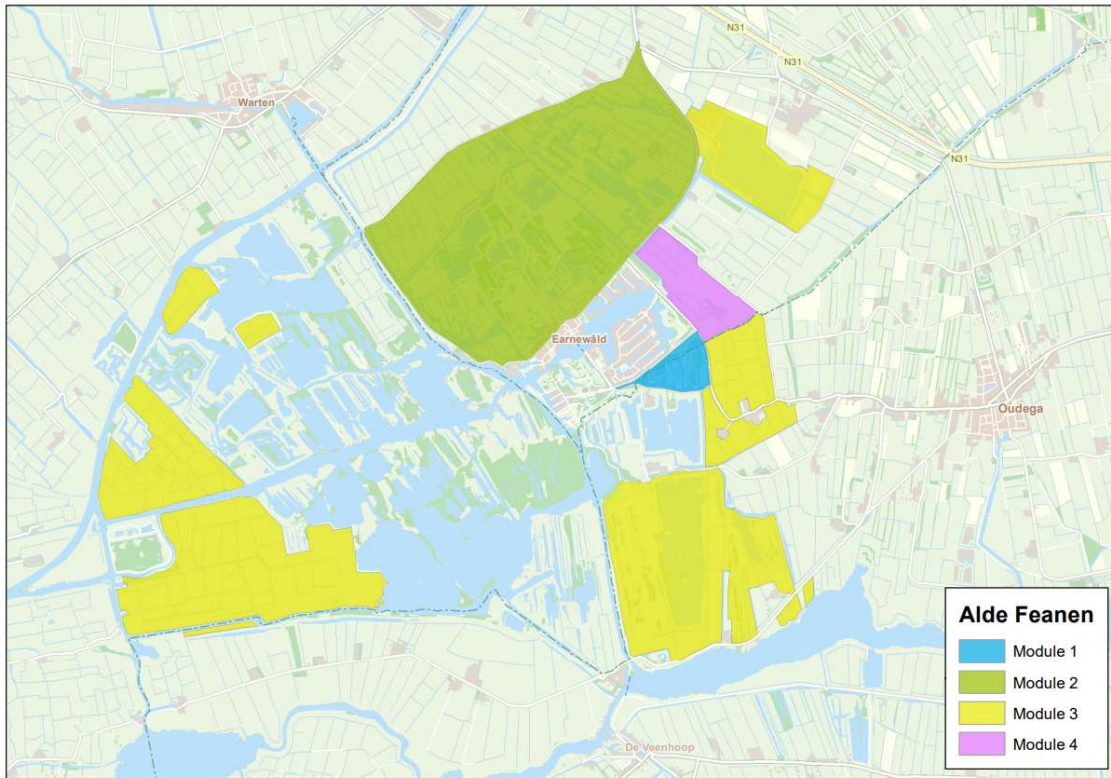 N31
N31
Warten
N31
Earnewâld
Oudega
De Veenhoop
Alde Feanen
Module 1
Module 2
Module 3
Module 4